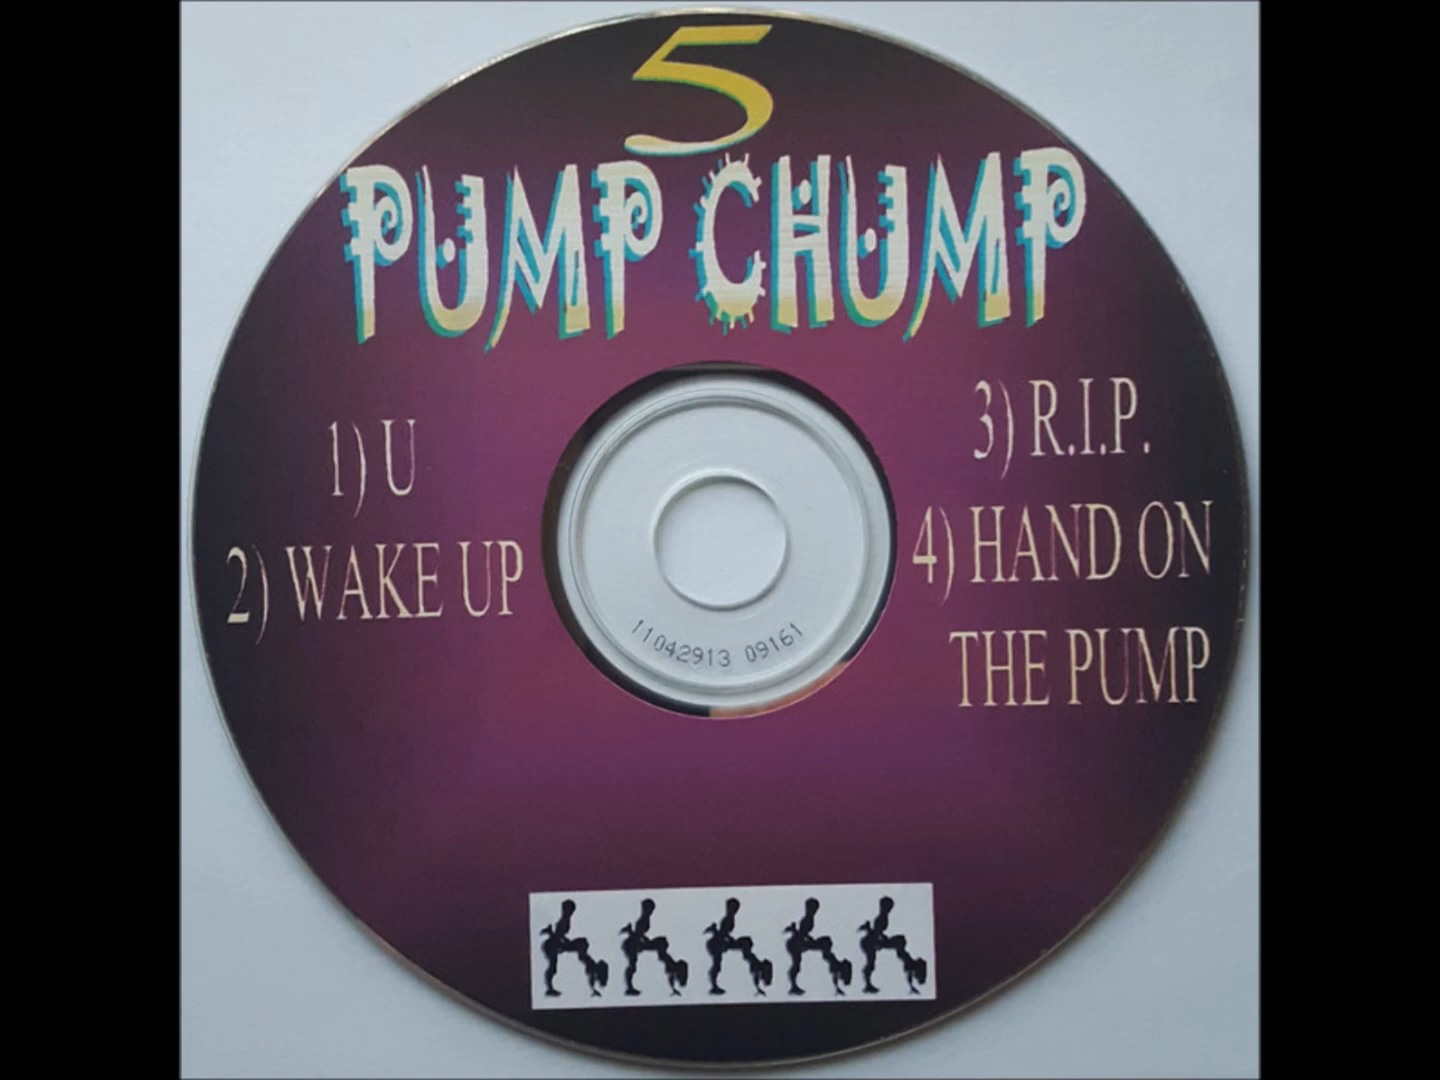 5
PUMP CHUMP
1) U
2) WAKE UP
3) R.I.P.
4) HAND ON
THE PUMP
11042913 09161